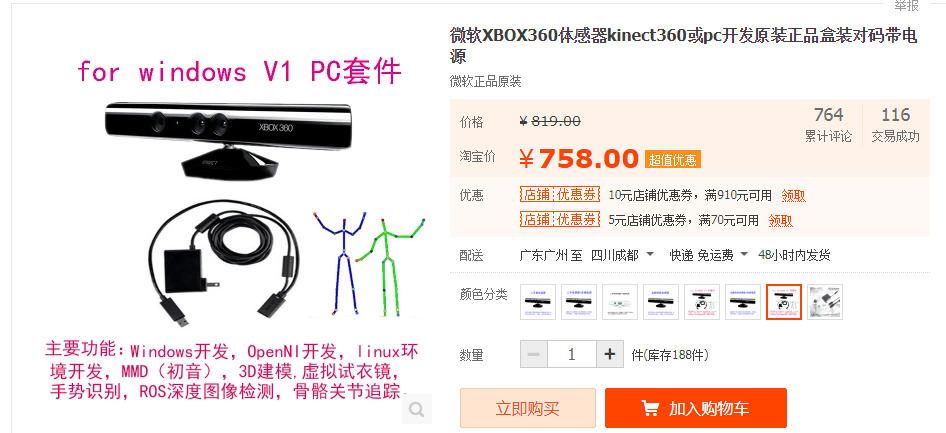 举报
for windows V1 PC套件
XBOX360
KINECT
主要功能：Windows开发，OpenNI开发，linux环
境开发，MMD（初音），3D建模,虚拟试衣镜，
手势识别，ROS深度图像检测，骨骼关节追踪.
微软XBOX360体感器kinect360或pc开发原装正品盒装对码带电
源
微软正品原装
价格 ¥ 819.00
764 116
累计评论 交易成功
淘宝价 ¥ 758.00 超值优惠
优惠 店铺 优惠券 10元店铺优惠券，满910元可用 领取
店铺 优惠券 5元店铺优惠券，满70元可用 领取
配送 广东广州 至 四川成都 快递 免运费 48小时内发货
颜色分类
数量 1 件(库存188件)
立即购买 加入购物车